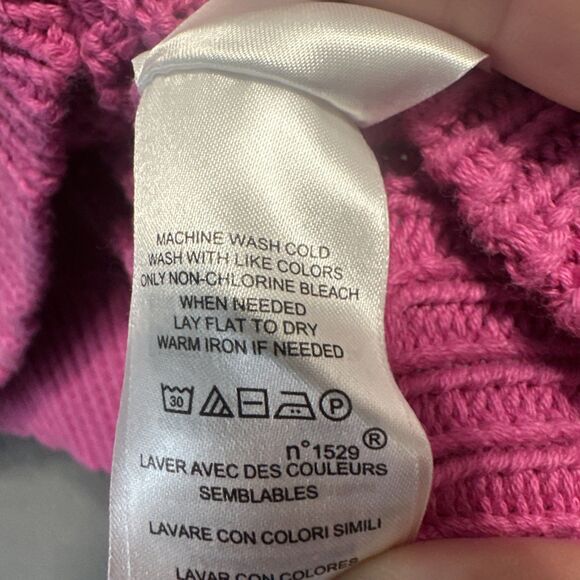 MACHINE WASH COLD
WASH WITH LIKE COLORS
ONLY NON-CHLORINE BLEACH
WHEN NEEDED
LAY FLAT TO DRY
WARM IRON IF NEEDED
30 P
n°1529®
LAVER AVEC DES COULEURS
SEMBLABLES
LAVARE CON COLORI SIMILI
LAVAR CON COLORES